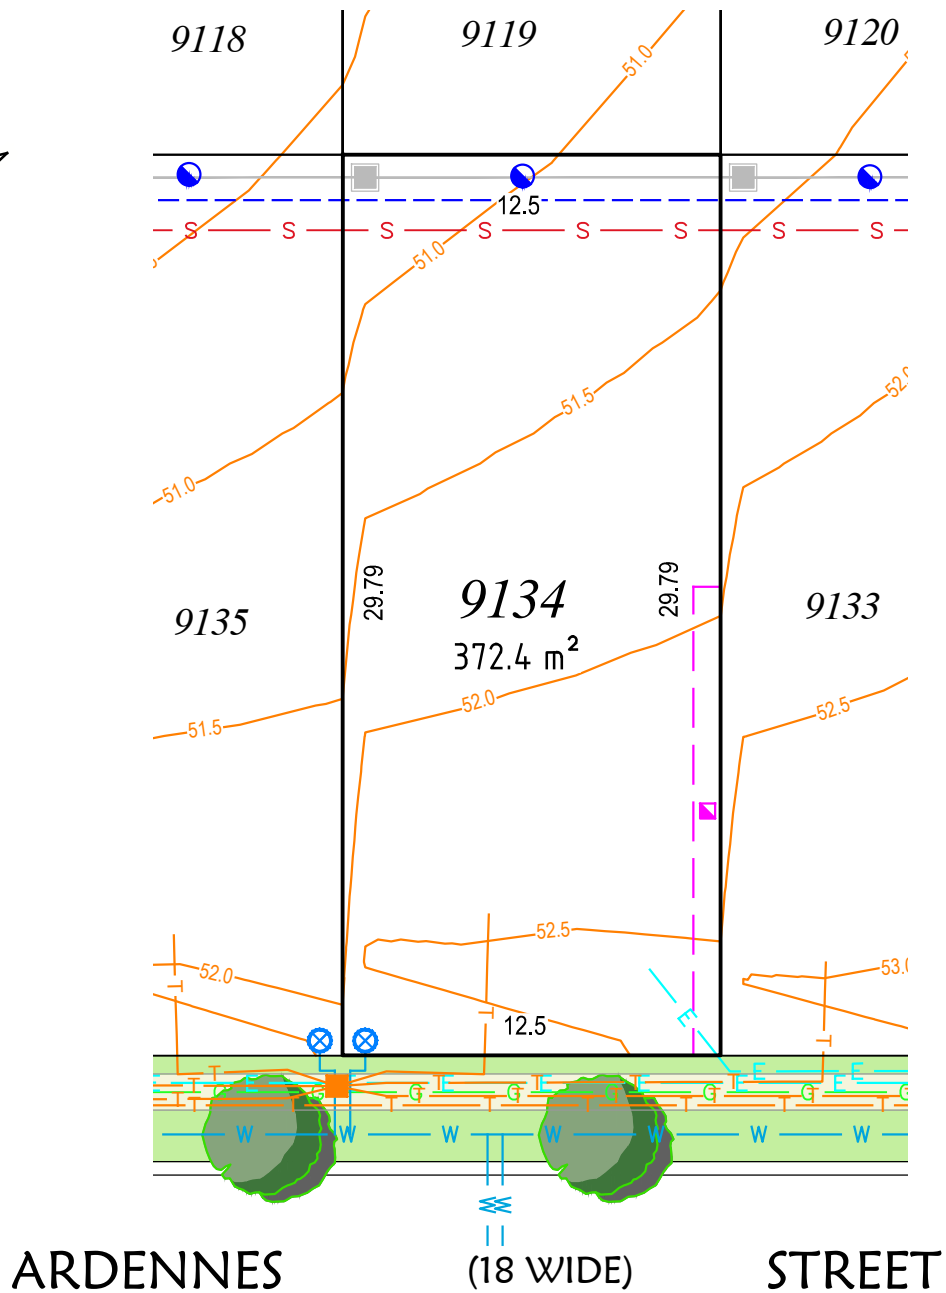 9118 9119 9120
51.0
12.5
S S S S S S S S
51.0
51.5
51.0
29.79 29.79
9135 9134 9133
372.4 m²
52.0
51.5
52.5
52.5
52.0
53.0
T T T
12.5
E
T E E
E G E G E G E G E G
T T T T T T T T
W W W W W W W
W W
ARDENNES (18 WIDE) STREET